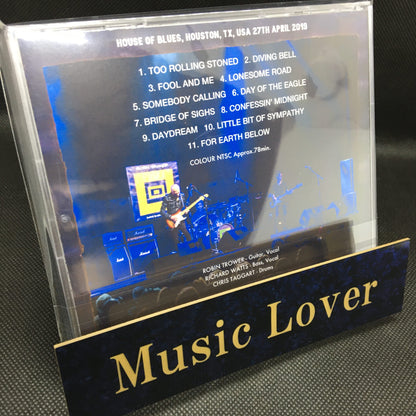 HOUSE OF BLUES, HOUSTON, TX, USA 27TH APRIL 2019
1. TOO ROLLING STONED 2. DIVING BELL
3. FOOL AND ME 4. LONESOME ROAD
5. SOMEBODY CALLING 6. DAY OF THE EAGLE
7. BRIDGE OF SIGHS 8. CONFESSIN' MIDNIGHT
9. DAYDREAM 10. LITTLE BIT OF SYMPATHY
11. FOR EARTH BELOW
COLOUR NTSC Approx.78min.
ROBIN TROWER - Guitar, Vocal
RICHARD WATTS - Bass, Vocal
CHRIS TAGGART - Drums
Music Lover